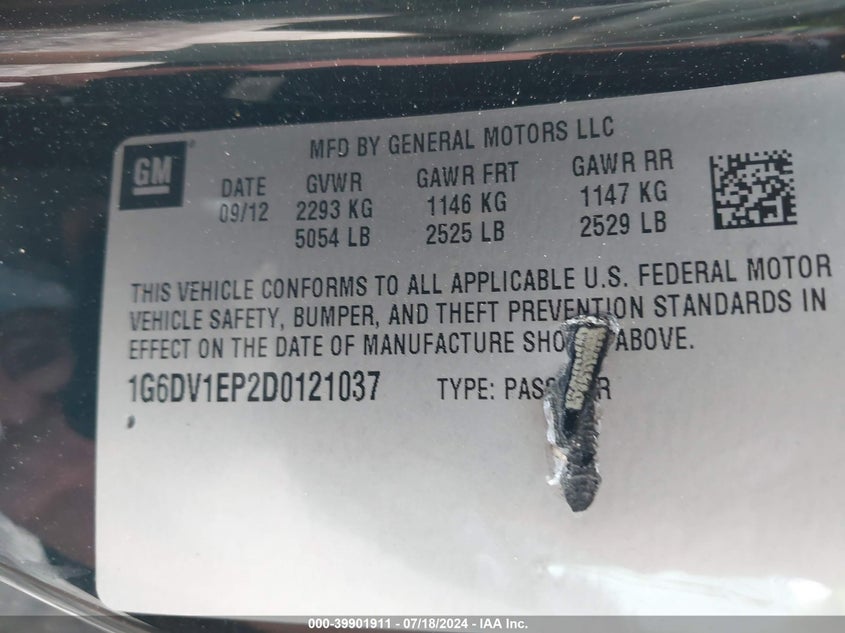 MFD BY GENERAL MOTORS LLC
GM
DATE GVWR GAWR FRT GAWR RR
09/12 2293 KG 1146 KG 1147 KG
5054 LB 2525 LB 2529 LB
THIS VEHICLE CONFORMS TO ALL APPLICABLE U.S. FEDERAL MOTOR
VEHICLE SAFETY, BUMPER, AND THEFT PREVENTION STANDARDS IN
EFFECT ON THE DATE OF MANUFACTURE SHO ABOVE.
1G6DV1EP2D0121037 TYPE: PASS R
000-39901911 - 07/18/2024 - IAA Inc.